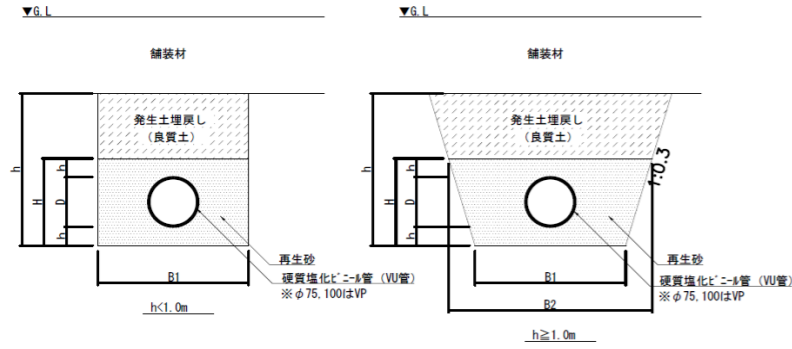 ▼G.L
舗装材
発生土埋戻し
(良質土)
h
H
h
D
h
再生砂
硬質塩化ビニール管 (VU管)
※φ75,100はVP
B1
h<1.0m
▼G.L
舗装材
発生土埋戻し
(良質土)
1:0.3
h
H
h
D
h
再生砂
硬質塩化ビニール管 (VU管)
※φ75,100はVP
B1
B2
h≧1.0m